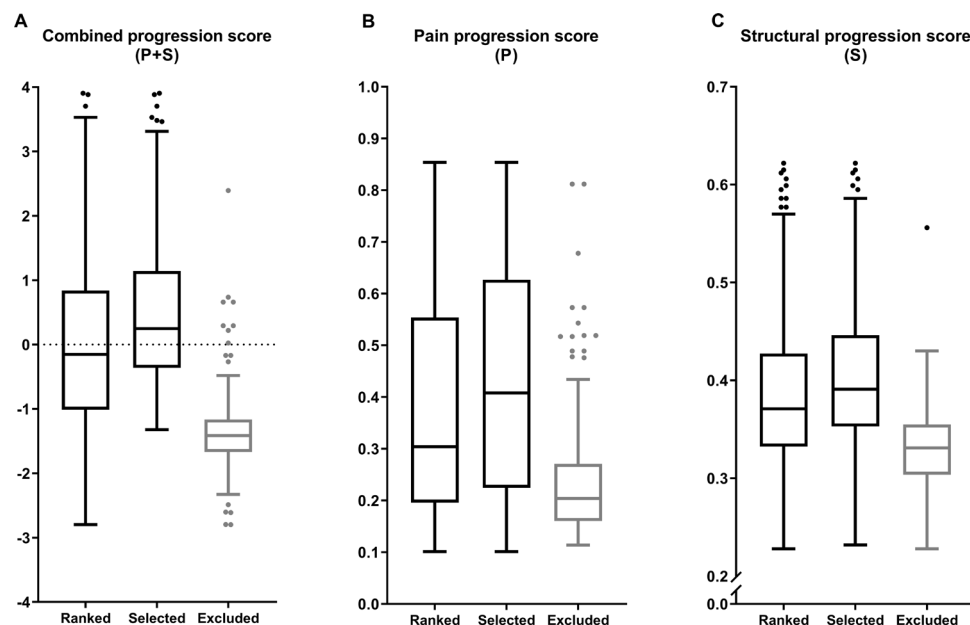 A
Combined progression score
(P+S)
4
3
2
1
0
-1
-2
-3
-4
Ranked Selected Excluded
B
Pain progression score
(P)
1.0
0.9
0.8
0.7
0.6
0.5
0.4
0.3
0.2
0.1
0.0
Ranked Selected Excluded
C
Structural progression score
(S)
0.7
0.6
0.5
0.4
0.3
0.2
0.0
Ranked Selected Excluded